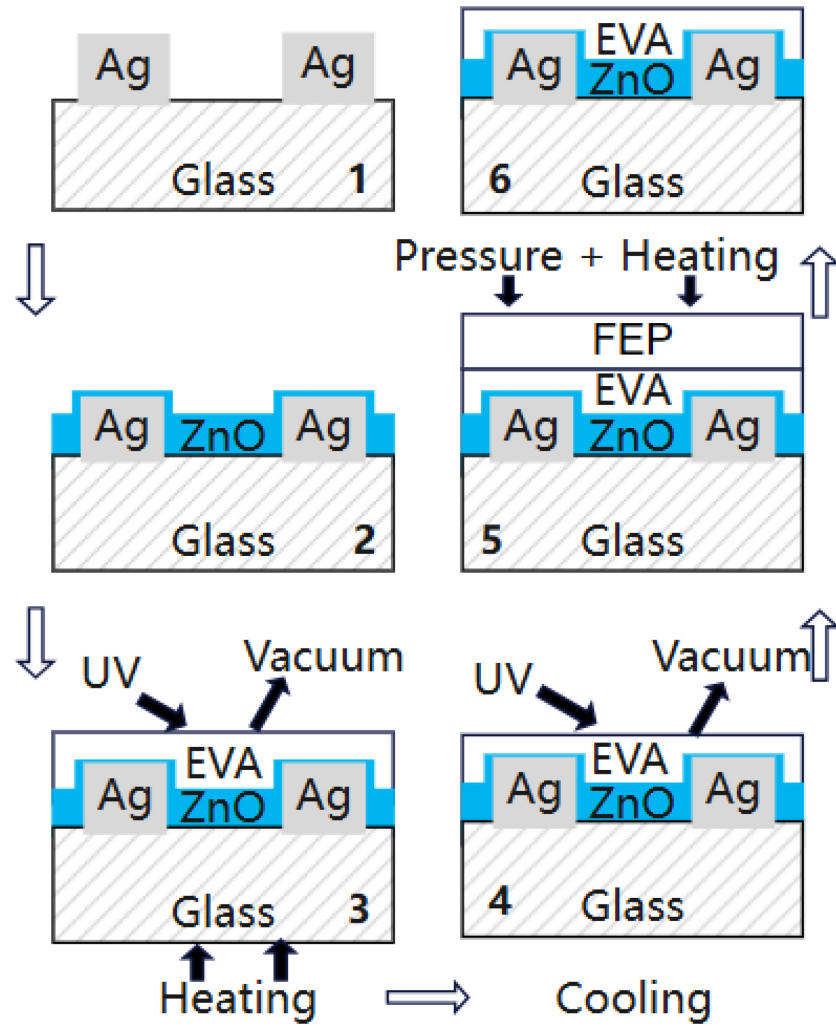 Ag Ag
Glass 1
Ag ZnO Ag
Glass 2
UV Vacuum
EVA
Ag ZnO Ag
Glass 3
Heating
Cooling
UV Vacuum
EVA
Ag ZnO Ag
4 Glass
Pressure + Heating
FEP
EVA
Ag ZnO Ag
5 Glass
EVA
Ag ZnO Ag
6 Glass